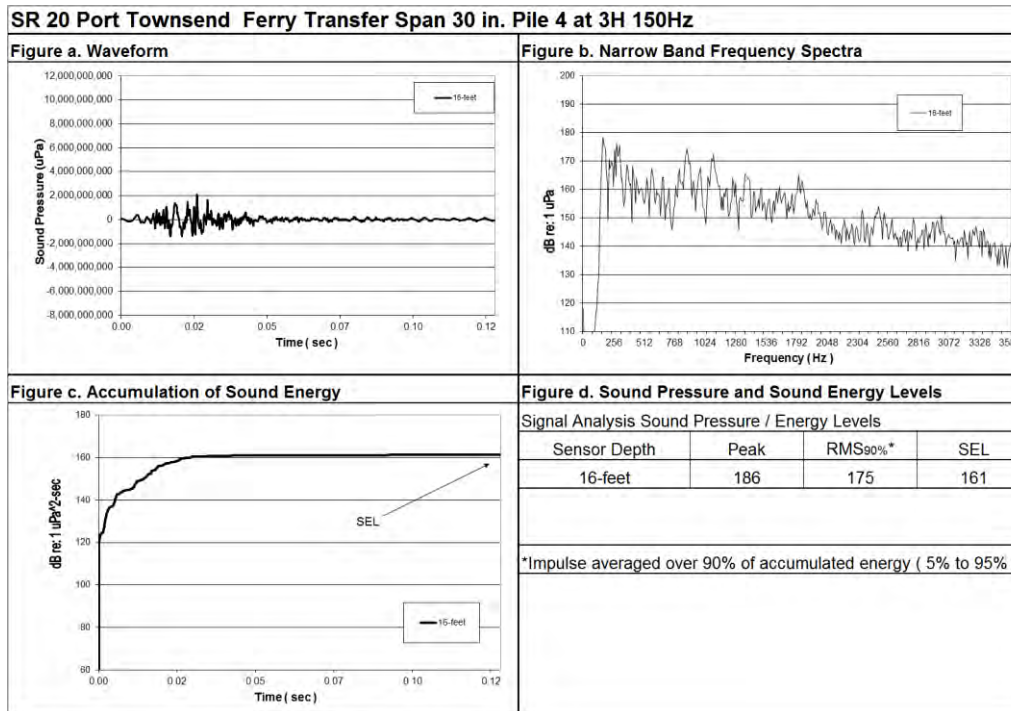 SR 20 Port Townsend Ferry Transfer Span 30 in. Pile 4 at 3H 150Hz
Figure a. Waveform
12,000,000,000
10,000,000,000
8,000,000,000
6,000,000,000
4,000,000,000
2,000,000,000
0
-2,000,000,000
-4,000,000,000
-6,000,000,000
-8,000,000,000
Sound Pressure (uPa)
16-feet
0.00 0.02 0.05 0.07 0.10 0.12
Time ( sec )
Figure b. Narrow Band Frequency Spectra
200
190
180
170
160
150
140
130
120
110
dB re: 1 uPa
16-feet
0 256 512 768 1024 1280 1536 1792 2048 2304 2560 2816 3072 3328 358
Frequency ( Hz )
Figure c. Accumulation of Sound Energy
180
160
140
120
100
80
60
dB re: 1 uPa^2-sec
SEL
16-feet
0.00 0.02 0.05 0.07 0.10 0.12
Time ( sec )
Figure d. Sound Pressure and Sound Energy Levels
Signal Analysis Sound Pressure / Energy Levels
Sensor Depth Peak RMS90%* SEL
16-feet 186 175 161
*Impulse averaged over 90% of accumulated energy ( 5% to 95%